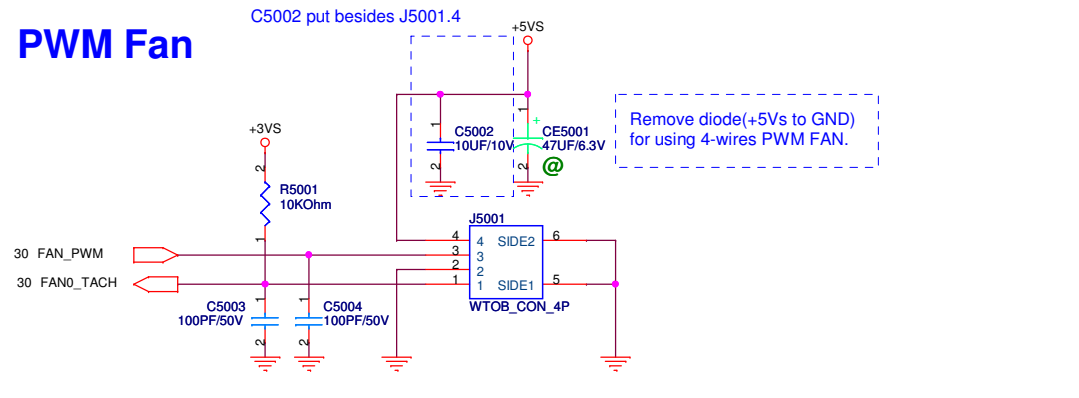 C5002 put besides J5001.4
PWM Fan
+5VS
Remove diode(+5Vs to GND)
for using 4-wires PWM FAN.
1
1
+
C5002
10UF/10V
CE5001
47UF/6.3V
2
2
@
+3VS
2
R5001
10KOhm
1
J5001
4 4 SIDE2 6
30 FAN_PWM
3 3
2 2
30 FAN0_TACH
1 1 SIDE1 5
WTOB_CON_4P
1
1
C5003
100PF/50V
C5004
100PF/50V
2
2